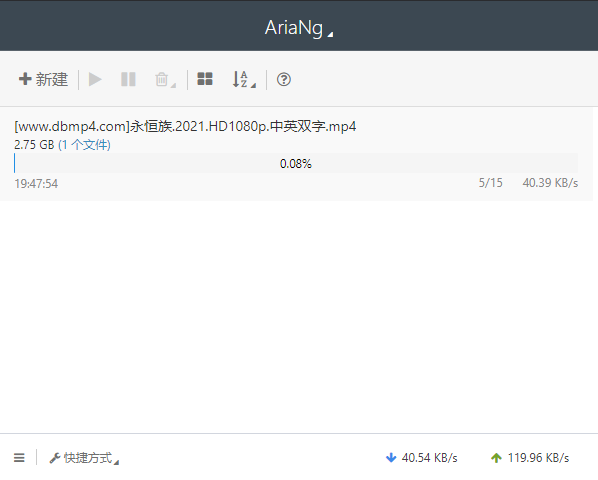 AriaNg
新建
[www.dbmp4.com]永恒族.2021.HD1080p.中英双字.mp4
2.75 GB (1 个文件)
0.08%
19:47:54 5/15 40.39 KB/s
快捷方式 40.54 KB/s 119.96 KB/s